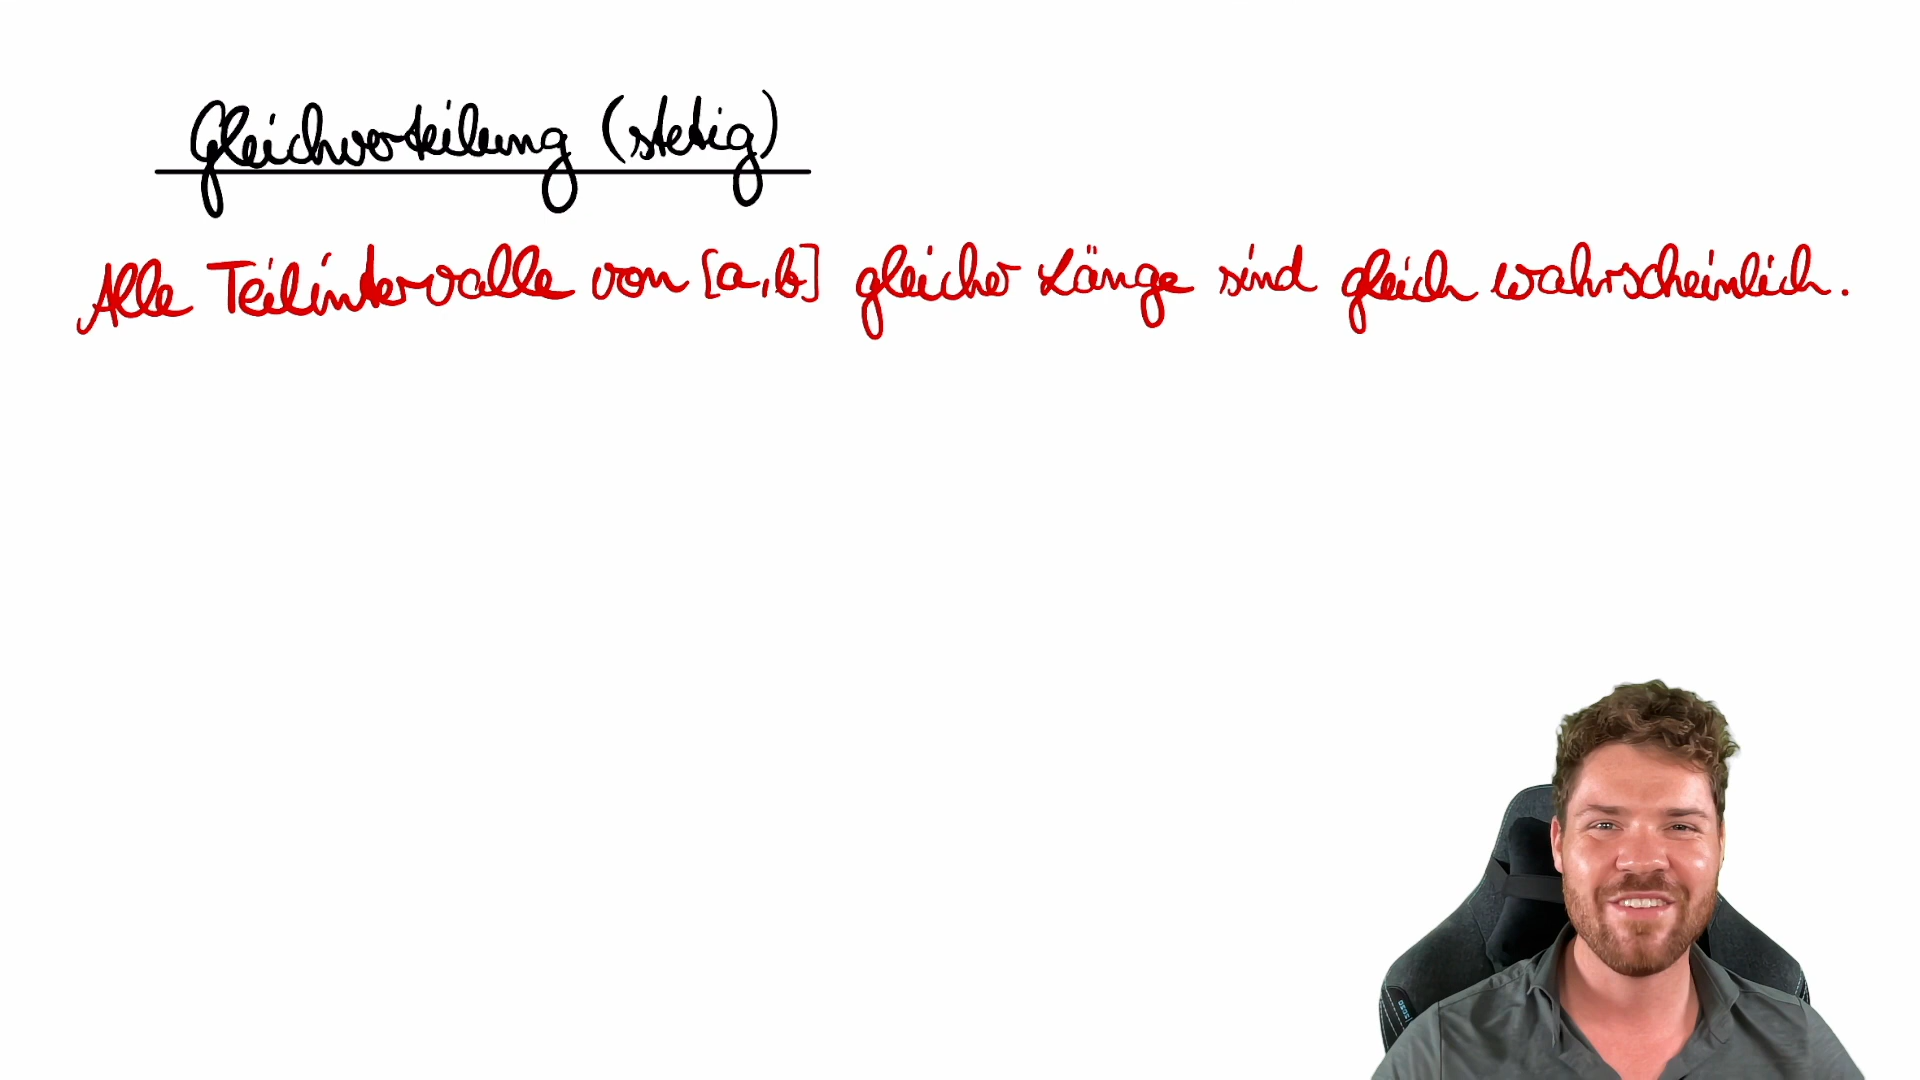 Gleichverteilung (stetig)
Alle Teilintervalle von [a,b] gleicher Länge sind gleich wahrscheinlich.